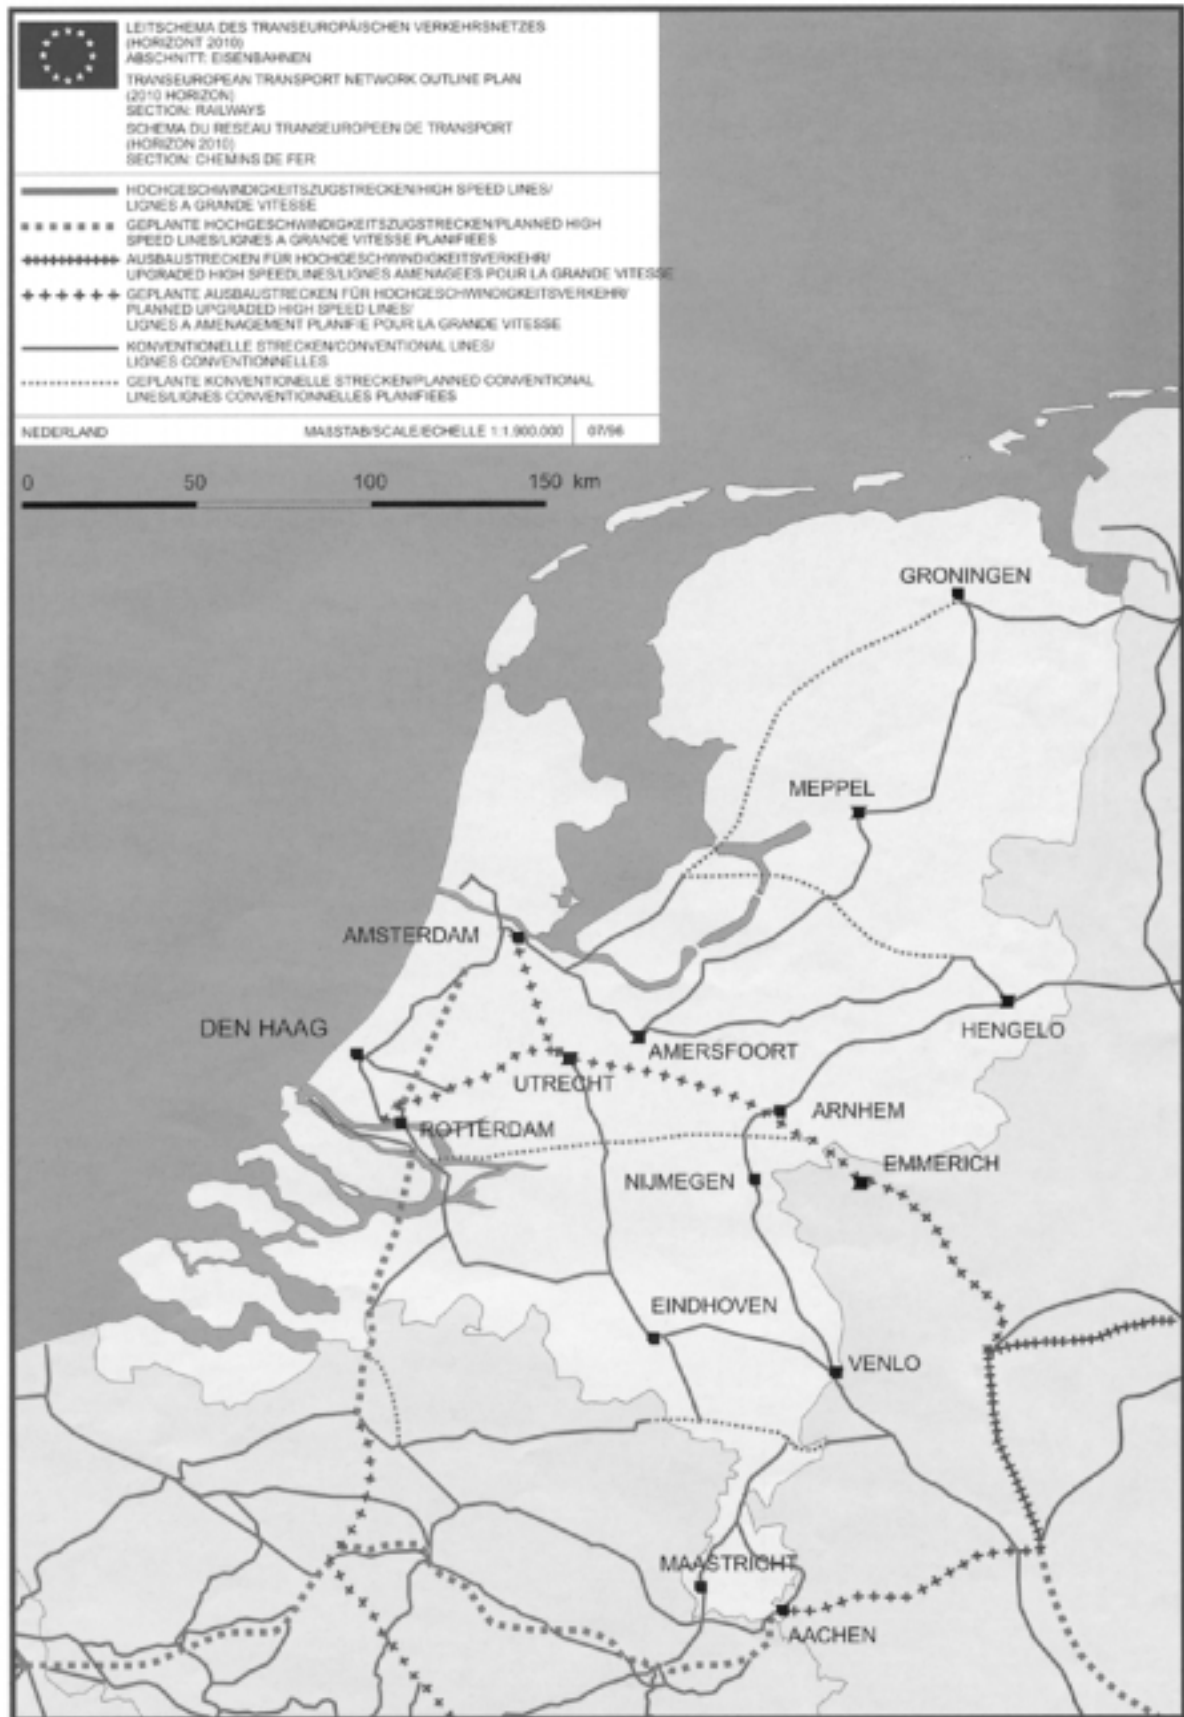 LEITSCHEMA DES TRANSEUROPÄISCHEN VERKEHRSNETZES
(HORIZONT 2010)
ABSCHNITT: EISENBAHNEN
TRANSEUROPEAN TRANSPORT NETWORK OUTLINE PLAN
(2010 HORIZON)
SECTION: RAILWAYS
SCHEMA DU RESEAU TRANSEUROPEEN DE TRANSPORT
(HORIZON 2010)
SECTION: CHEMINS DE FER
HOCHGESCHWINDIGKEITSZUGSTRECKEN/HIGH SPEED LINES/
LIGNES A GRANDE VITESSE
GEPLANTE HOCHGESCHWINDIGKEITSZUGSTRECKEN/PLANNED HIGH
SPEED LINES/LIGNES A GRANDE VITESSE PLANIFIEES
AUSBAUSTRECKEN FÜR HOCHGESCHWINDIGKEITSVERKEHR/
UPGRADED HIGH SPEEDLINES/LIGNES AMENAGEES POUR LA GRANDE VITESSE
GEPLANTE AUSBAUSTRECKEN FÜR HOCHGESCHWINDIGKEITSVERKEHR/
PLANNED UPGRADED HIGH SPEED LINES/
LIGNES A AMENAGEMENT PLANIFIE POUR LA GRANDE VITESSE
KONVENTIONELLE STRECKEN/CONVENTIONAL LINES/
LIGNES CONVENTIONNELLES
GEPLANTE KONVENTIONELLE STRECKEN/PLANNED CONVENTIONAL
LINES/LIGNES CONVENTIONNELLES PLANIFIEES
NEDERLAND MAßSTAB/SCALE/ECHELLE 1:1.900.000 07/96
0 50 100 150 km
GRONINGEN
MEPPEL
AMSTERDAM
DEN HAAG
HENGELO
AMERSFOORT
UTRECHT
ARNHEM
ROTTERDAM
EMMERICH
NIJMEGEN
EINDHOVEN
VENLO
MAASTRICHT
AACHEN